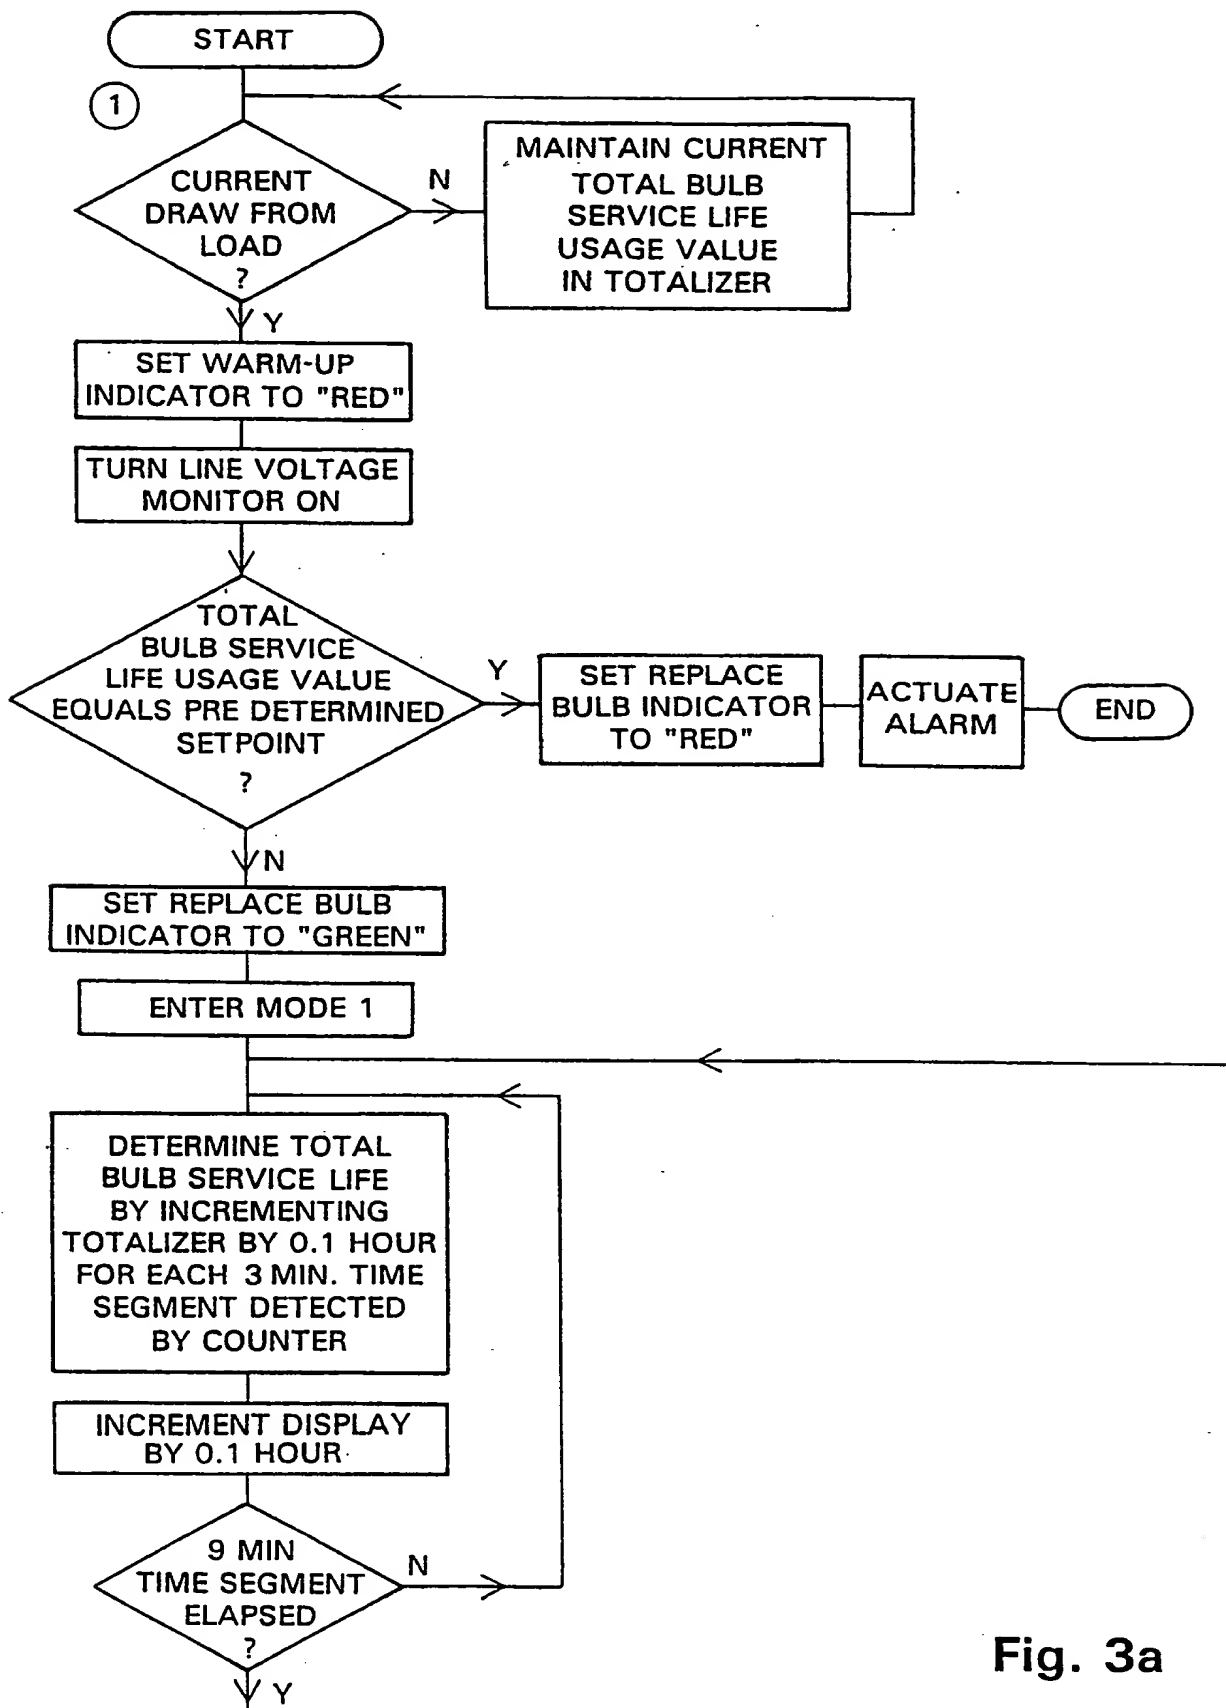 START
1
CURRENT
DRAW FROM
LOAD
?
N
MAINTAIN CURRENT
TOTAL BULB
SERVICE LIFE
USAGE VALUE
IN TOTALIZER
Y
SET WARM-UP
INDICATOR TO "RED"
TURN LINE VOLTAGE
MONITOR ON
TOTAL
BULB SERVICE
LIFE USAGE VALUE
EQUALS PRE DETERMINED
SETPOINT
?
Y
SET REPLACE
BULB INDICATOR
TO "RED"
ACTUATE
ALARM
END
N
SET REPLACE BULB
INDICATOR TO "GREEN"
ENTER MODE 1
DETERMINE TOTAL
BULB SERVICE LIFE
BY INCREMENTING
TOTALIZER BY 0.1 HOUR
FOR EACH 3 MIN. TIME
SEGMENT DETECTED
BY COUNTER
INCREMENT DISPLAY
BY 0.1 HOUR
9 MIN
TIME SEGMENT
ELAPSED
?
N
Y
Fig. 3a